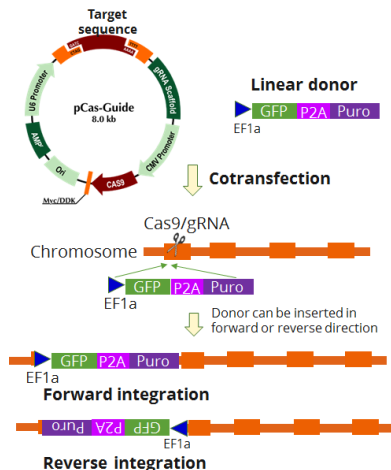 Target
sequence
U6 Promoter
gRNA Scaffold
pCas-Guide
8.0 kb
AMP
CMV Promoter
Ori
CAS9
Myc/DDK
Linear donor
GFP P2A Puro
EF1a
Cotransfection
Cas9/gRNA
Chromosome
GFP P2A Puro
EF1a
Donor can be inserted in
forward or reverse direction
GFP P2A Puro
EF1a
Forward integration
Puro P2A GFP
EF1a
Reverse integration